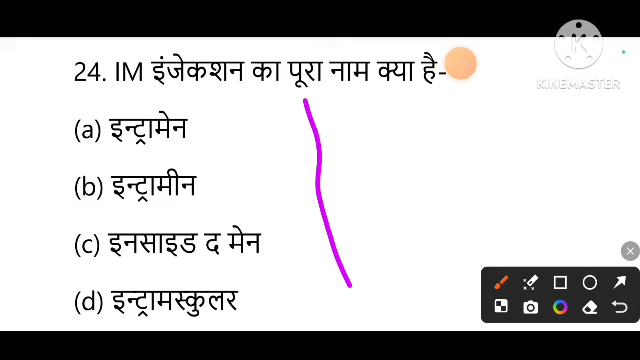 24. IM इंजेकशन का पूरा नाम क्या है-
KINEMASTER
(a) इन्ट्रामेन
(b) इन्ट्रामीन
(c) इनसाइड द मेन
(d) इन्ट्रामस्कुलर